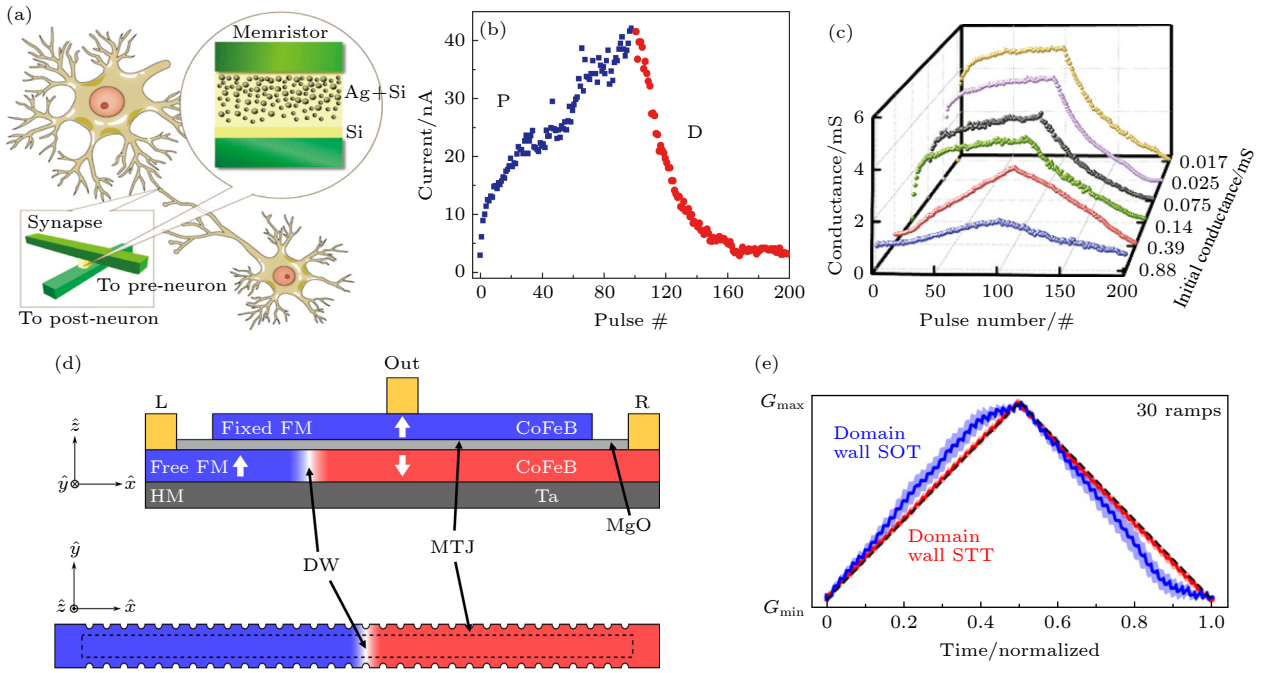 (a)
Memristor
Ag+Si
Si
Synapse
To pre-neuron
To post-neuron
(b)
P
D
Current/nA
40
30
20
10
0
0 40 80 120 160 200
Pulse #
(c)
Conductance/mS
6
4
2
0
0 50 100 150 200
Pulse number/#
0.017
0.025
0.075
0.14
0.39
0.88
Initial conductance/mS
(d)
Out
L
R
Fixed FM CoFeB
Free FM CoFeB
HM Ta
MgO
MTJ
DW
ẑ
ŷ x̂
ŷ
ẑ x̂
(e)
Gmax
30 ramps
Domain
wall SOT
Domain
wall STT
Gmin
0 0.2 0.4 0.6 0.8 1.0
Time/normalized